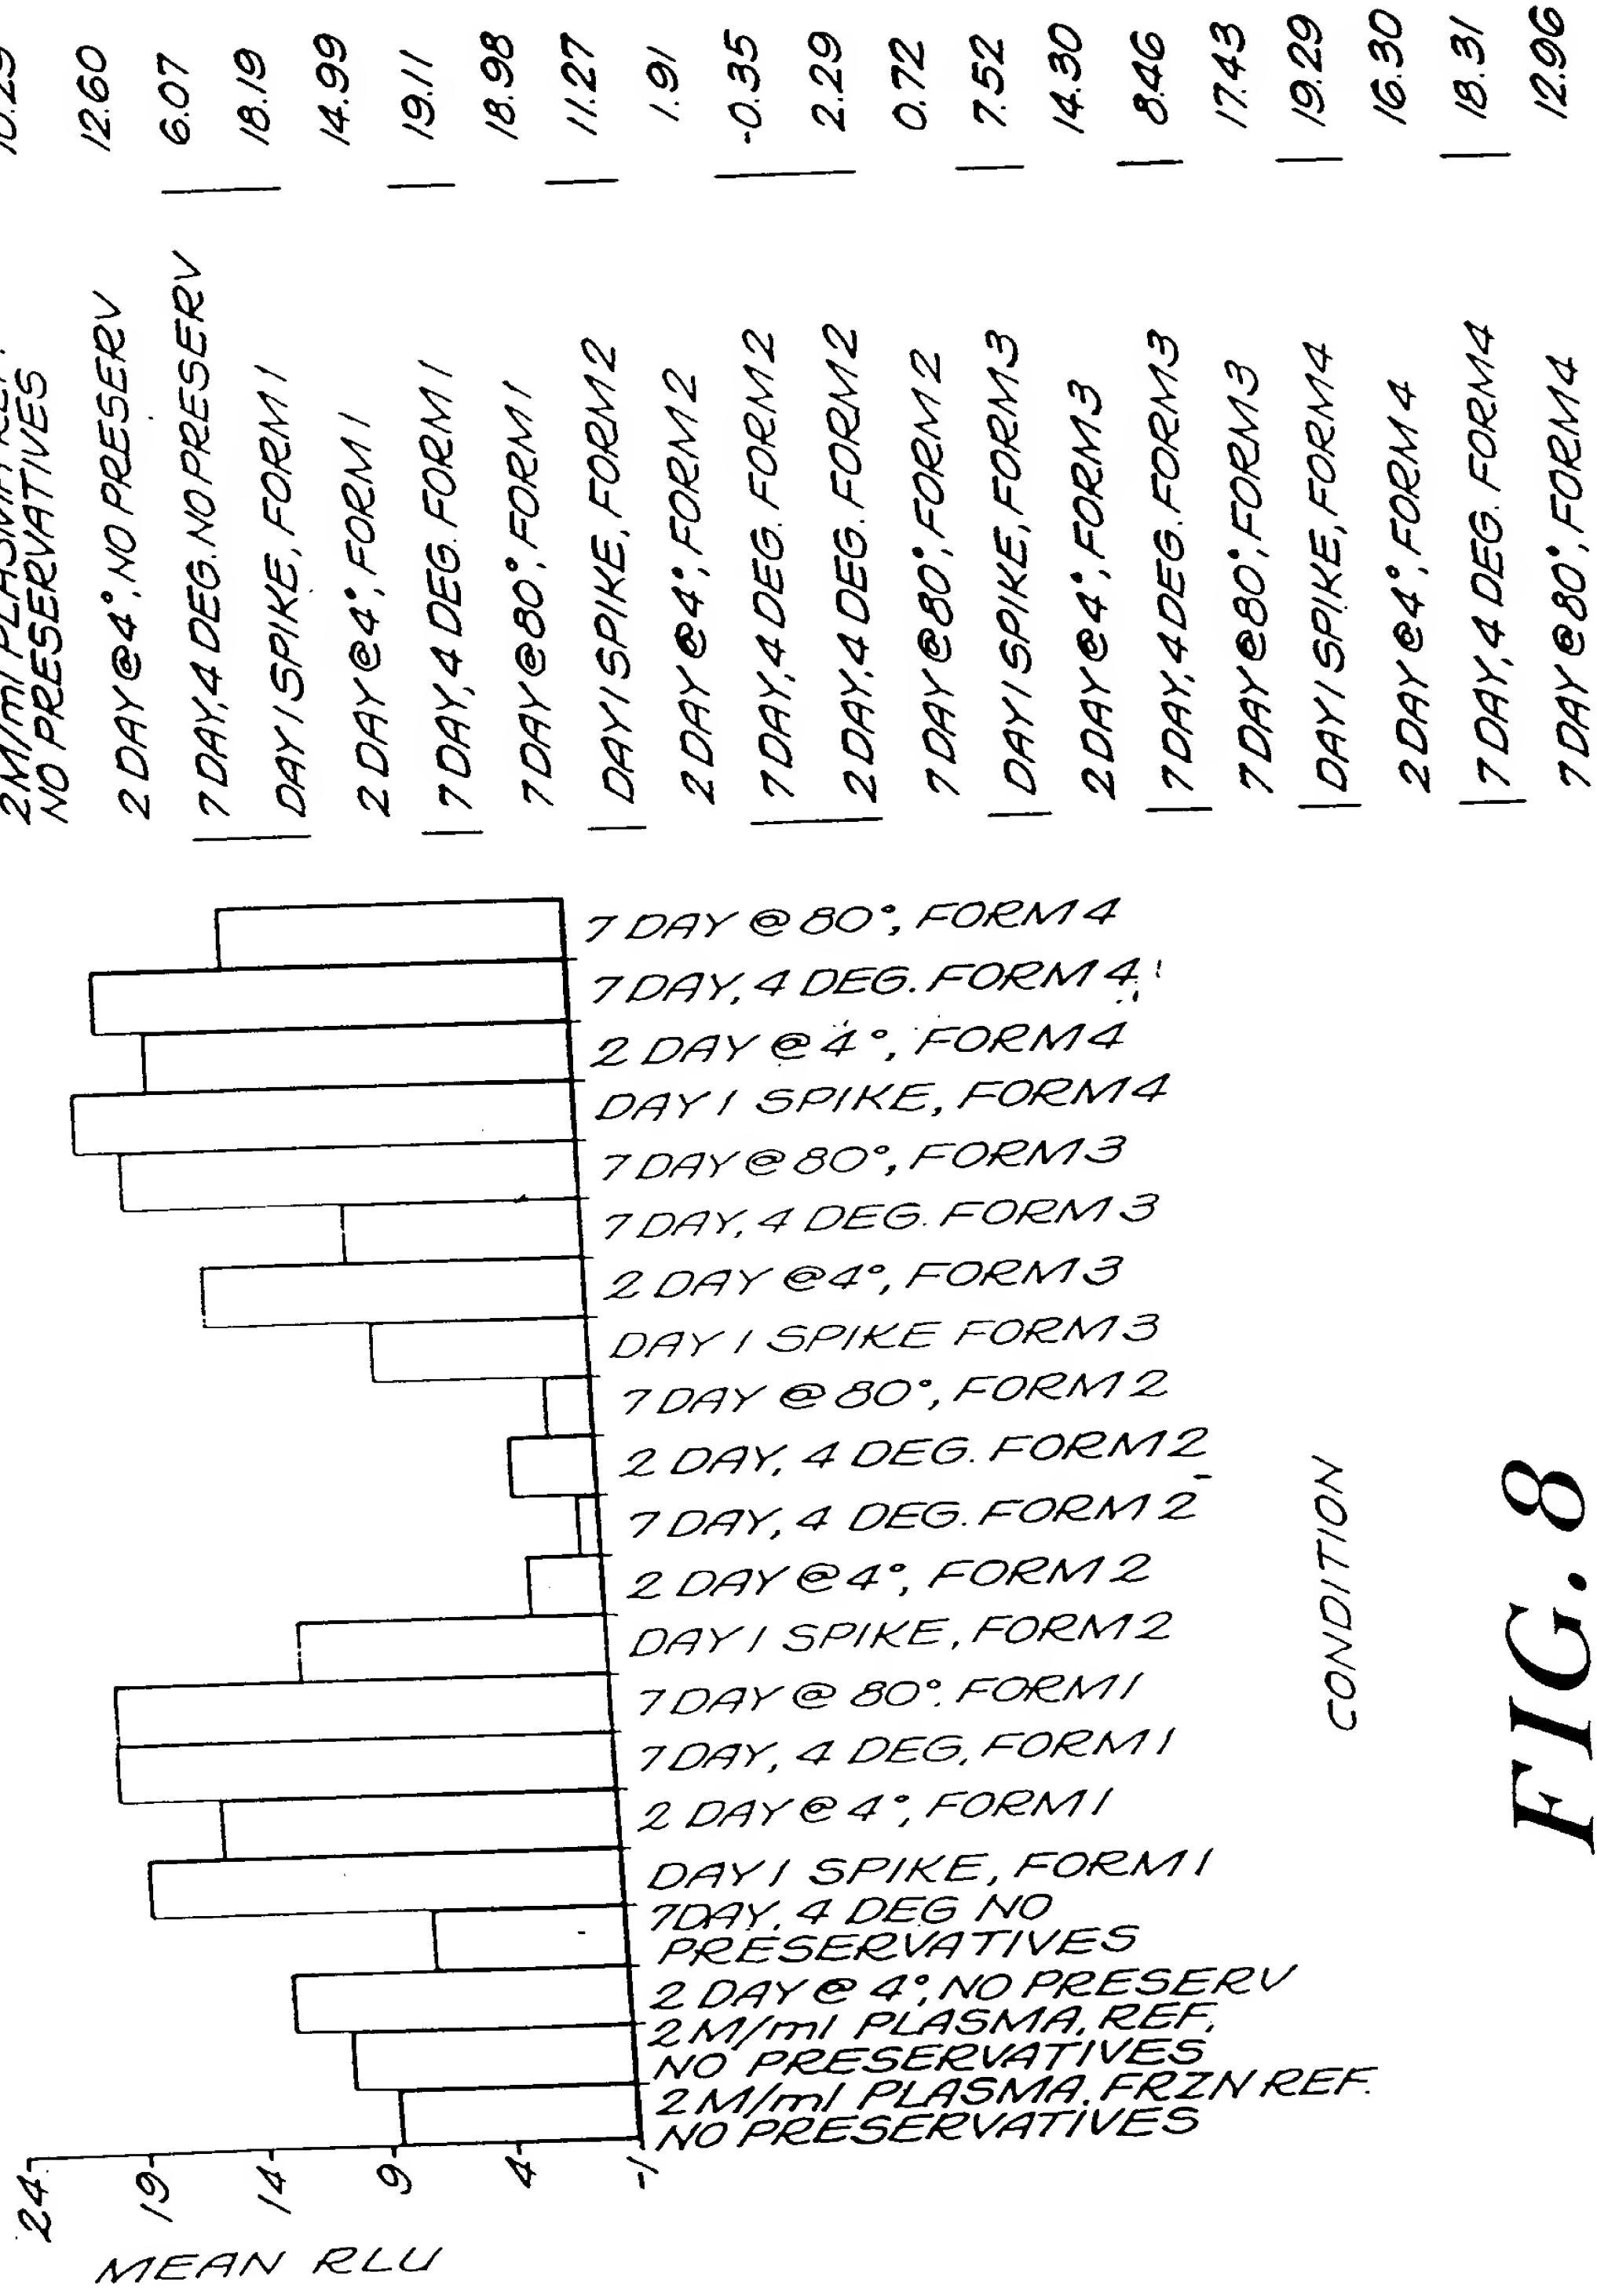 2M/ml PLASMA REF.
NO PRESERVATIVES
2 DAY @ 4°, NO PRESERV 12.60
7 DAY, 4 DEG. NO PRESERV 6.07
DAY 1 SPIKE, FORM 1 18.19
2 DAY @ 4°, FORM 1 14.99
7 DAY, 4 DEG. FORM 1 19.11
7 DAY @ 80°, FORM 1 18.98
DAY 1 SPIKE, FORM 2 11.27
2 DAY @ 4°, FORM 2 1.91
7 DAY, 4 DEG. FORM 2 -0.35
2 DAY, 4 DEG. FORM 2 2.29
7 DAY @ 80°, FORM 2 0.72
DAY 1 SPIKE, FORM 3 7.52
2 DAY @ 4°, FORM 3 14.30
7 DAY, 4 DEG. FORM 3 8.46
7 DAY @ 80°, FORM 3 17.43
DAY 1 SPIKE, FORM 4 19.29
2 DAY @ 4°, FORM 4 16.30
7 DAY, 4 DEG. FORM 4 18.31
7 DAY @ 80°, FORM 4 12.96
7 DAY @ 80°, FORM 4
7 DAY, 4 DEG. FORM 4
2 DAY @ 4°, FORM 4
DAY 1 SPIKE, FORM 4
7 DAY @ 80°, FORM 3
7 DAY, 4 DEG. FORM 3
2 DAY @ 4°, FORM 3
DAY 1 SPIKE FORM 3
7 DAY @ 80°, FORM 2
2 DAY, 4 DEG. FORM 2
7 DAY, 4 DEG. FORM 2
2 DAY @ 4°, FORM 2
DAY 1 SPIKE, FORM 2
7 DAY @ 80°. FORM 1
7 DAY, 4 DEG, FORM 1
2 DAY @ 4°, FORM 1
DAY 1 SPIKE, FORM 1
7DAY, 4 DEG NO
PRESERVATIVES
2 DAY @ 4°, NO PRESERV
2 M/ml PLASMA, REF,
NO PRESERVATIVES
2 M/ml PLASMA. FRZN REF.
NO PRESERVATIVES
24
19
14
9
4
-1
MEAN RLU
CONDITION
FIG. 8